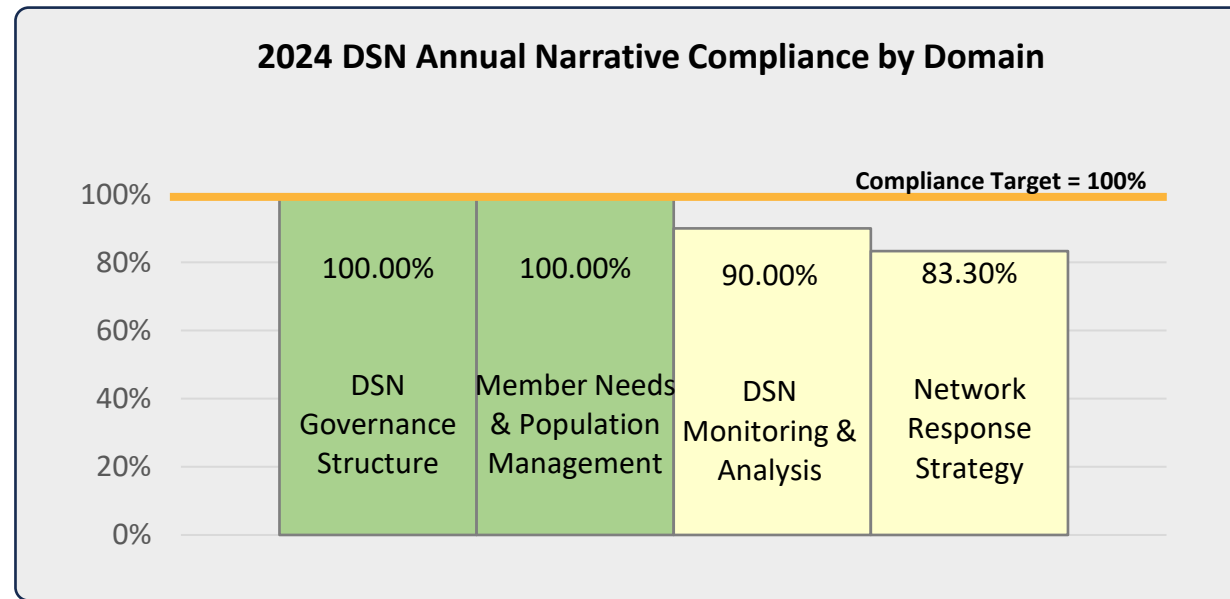 2024 DSN Annual Narrative Compliance by Domain
Compliance Target = 100%
100%
80%
60%
40%
20%
0%
100.00%
100.00%
90.00%
83.30%
DSN
Governance
Structure
Member Needs
& Population
Management
DSN
Monitoring &
Analysis
Network
Response
Strategy